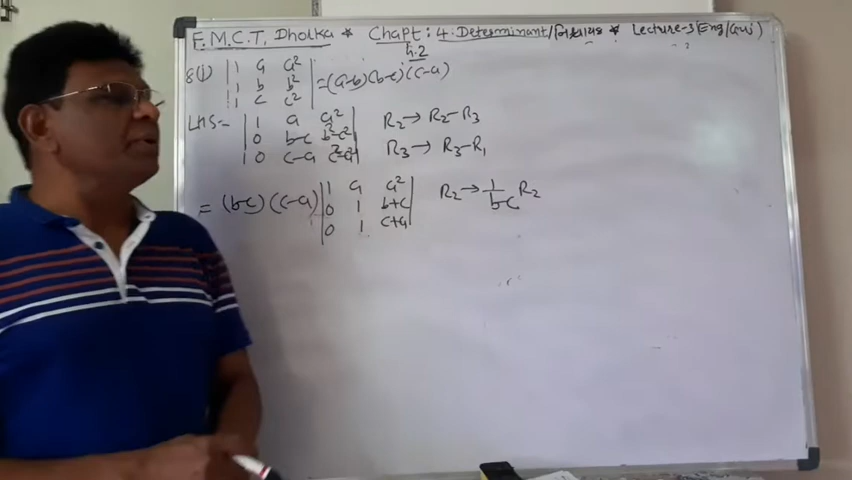 F.M.C.T. Dholka * Chapt: 4. Determinant/નિશ્ચાયક * Lecture-3(Eng/Guj)
4.2
8(i) | 1 a a² |
| 1 b b² | = (a-b)(b-c)(c-a)
| 1 c c² |
LHS = | 1 a a² | R₂ → R₂-R₃
| 0 b-c b²-c² |
| 0 c-a c²-a² | R₃ → R₃-R₁
= (b-c)(c-a) | 1 a a² | R₂ → 1/b-c R₂
| 0 1 b+c |
| 0 1 c+a |